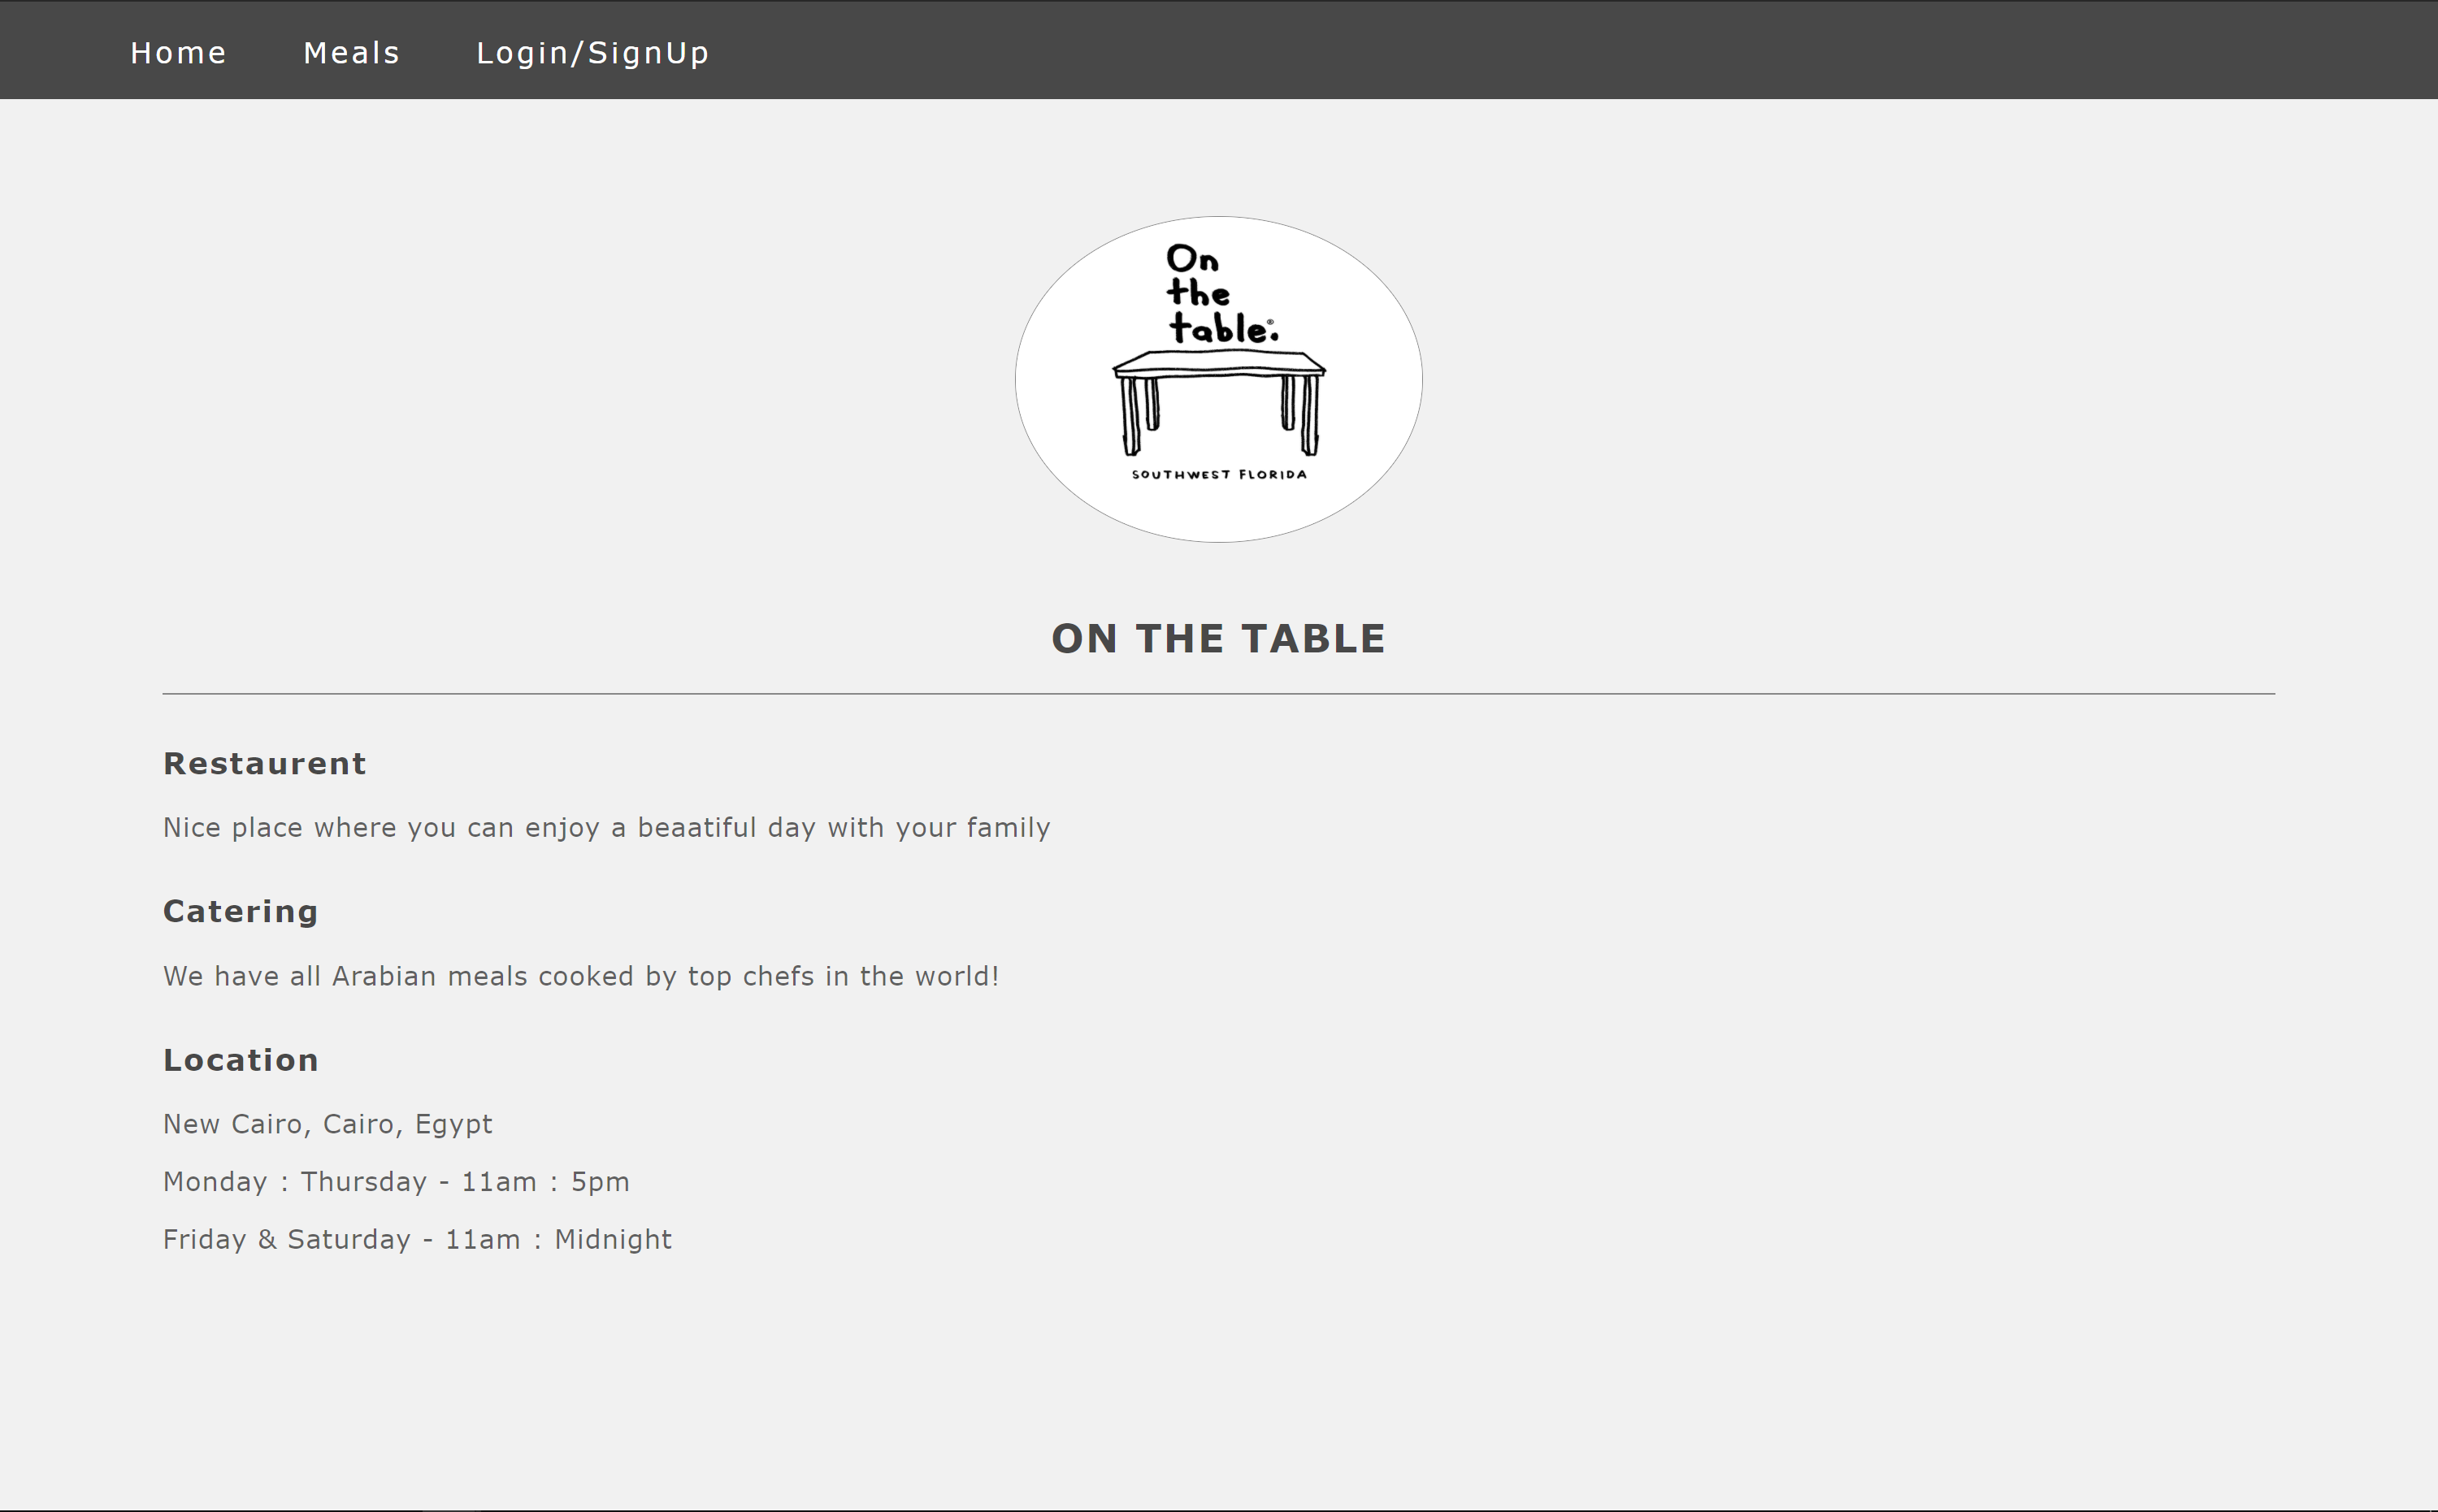 Home Meals Login/SignUp
On
the
table.®
SOUTHWEST FLORIDA
ON THE TABLE
Restaurent
Nice place where you can enjoy a beaatiful day with your family
Catering
We have all Arabian meals cooked by top chefs in the world!
Location
New Cairo, Cairo, Egypt
Monday : Thursday - 11am : 5pm
Friday & Saturday - 11am : Midnight